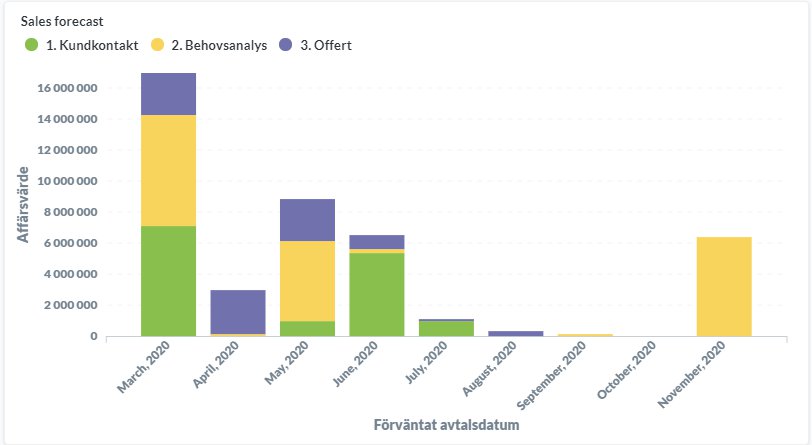 Sales forecast
1. Kundkontakt 2. Behovsanalys 3. Offert
16 000 000
14 000 000
12 000 000
10 000 000
8 000 000
6 000 000
4 000 000
2 000 000
0
Affärsvärde
March, 2020
April, 2020
May, 2020
June, 2020
July, 2020
August, 2020
September, 2020
October, 2020
November, 2020
Förväntat avtalsdatum